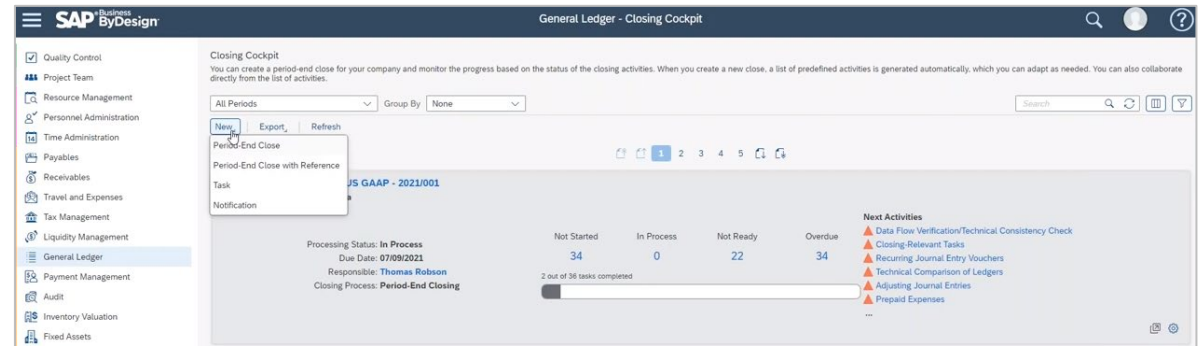 SAP Business ByDesign
General Ledger - Closing Cockpit
Quality Control
Project Team
Resource Management
Personnel Administration
14 Time Administration
Payables
Receivables
Travel and Expenses
Tax Management
Liquidity Management
General Ledger
Payment Management
Audit
Inventory Valuation
Fixed Assets
Closing Cockpit
You can create a period-end close for your company and monitor the progress based on the status of the closing activities. When you create a new close, a list of predefined activities is generated automatically, which you can adapt as needed. You can also collaborate
directly from the list of activities.
All Periods Group By None Search
New Export Refresh
Period-End Close
Period-End Close with Reference
Task
Notification
1 2 3 4 5
US GAAP - 2021/001
Processing Status: In Process
Due Date: 07/09/2021
Responsible: Thomas Robson
Closing Process: Period-End Closing
Not Started In Process Not Ready Overdue
34 0 22 34
2 out of 36 tasks completed
Next Activities
Data Flow Verification/Technical Consistency Check
Closing-Relevant Tasks
Recurring Journal Entry Vouchers
Technical Comparison of Ledgers
Adjusting Journal Entries
Prepaid Expenses
...